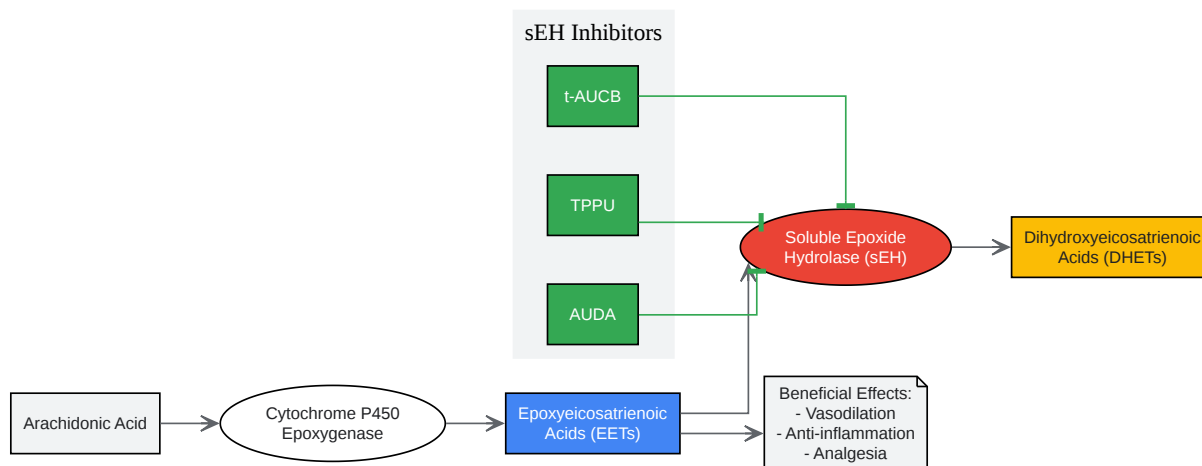 sEH Inhibitors
t-AUCB
TPPU
AUDA
Soluble Epoxide
Hydrolase (sEH)
Dihydroxyeicosatrienoic
Acids (DHETs)
Arachidonic Acid
Cytochrome P450
Epoxygenase
Epoxyeicosatrienoic
Acids (EETs)
Beneficial Effects:
- Vasodilation
- Anti-inflammation
- Analgesia